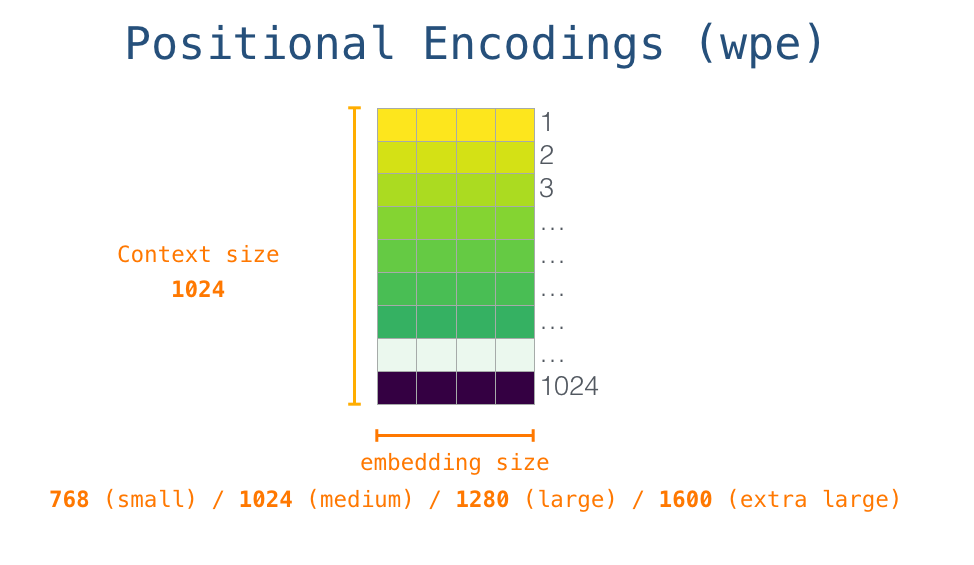 Positional Encodings (wpe)
1
2
3
...
...
...
...
...
1024
Context size
1024
embedding size
768 (small) / 1024 (medium) / 1280 (large) / 1600 (extra large)